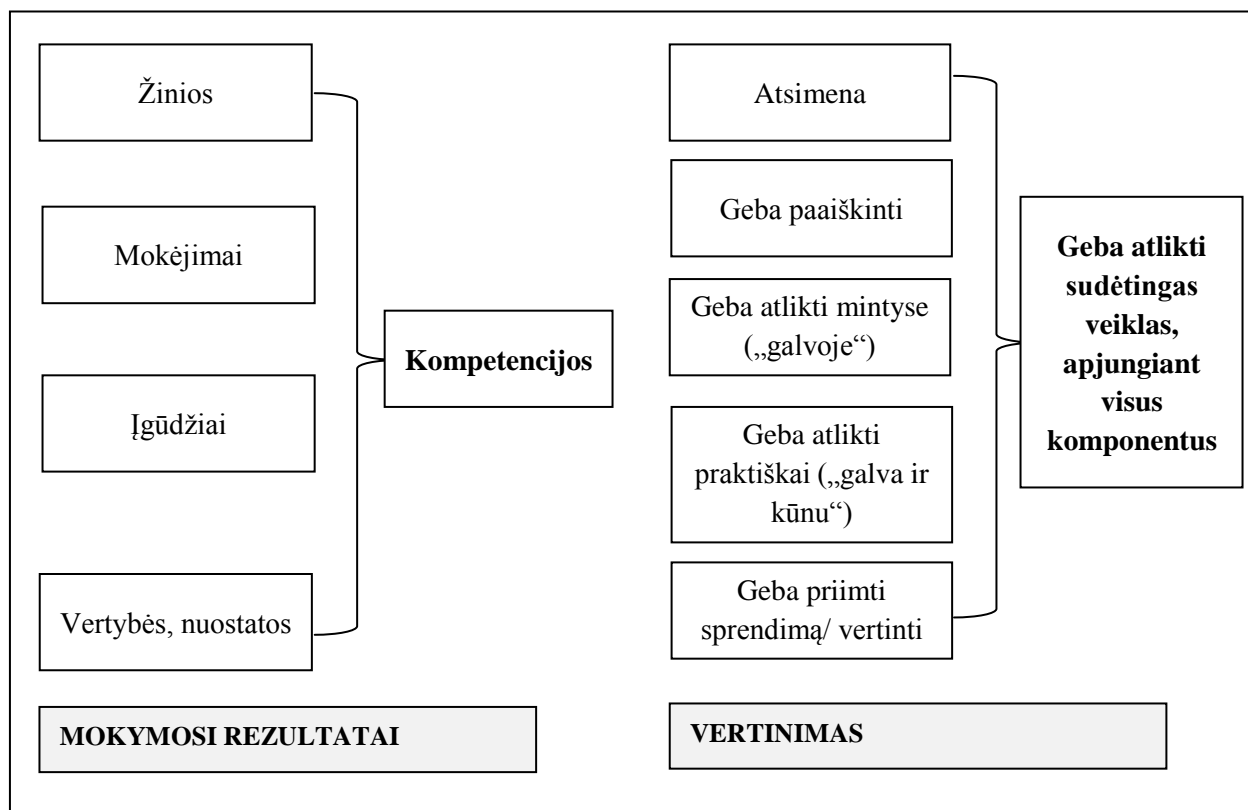 Žinios
Mokėjimai
Įgūdžiai
Vertybės, nuostatos
Kompetencijos
MOKYMOSI REZULTATAI
Atsimena
Geba paaiškinti
Geba atlikti mintyse
(„galvoje“)
Geba atlikti
praktiškai („galva ir
kūnu“)
Geba priimti
sprendimą/ vertinti
Geba atlikti
sudėtingas
veiklas,
apjungiant
visus
komponentus
VERTINIMAS